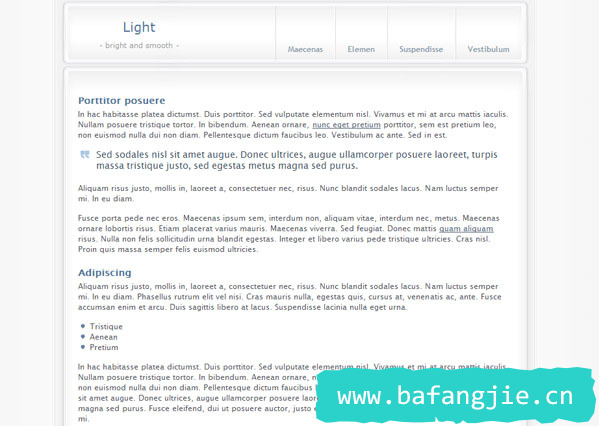 Light
- bright and smooth -
Maecenas Elemen Suspendisse Vestibulum
Porttitor posuere
In hac habitasse platea dictumst. Duis porttitor. Sed vulputate elementum nisl. Vivamus et mi at arcu mattis iaculis.
Nullam posuere tristique tortor. In bibendum. Aenean ornare, nunc eget pretium porttitor, sem est pretium leo,
non euismod nulla dui non diam. Pellentesque dictum faucibus leo. Vestibulum ac ante. Sed in est.
Sed sodales nisl sit amet augue. Donec ultrices, augue ullamcorper posuere laoreet, turpis
massa tristique justo, sed egestas metus magna sed purus.
Aliquam risus justo, mollis in, laoreet a, consectetuer nec, risus. Nunc blandit sodales lacus. Nam luctus semper
mi. In eu diam.
Fusce porta pede nec eros. Maecenas ipsum sem, interdum non, aliquam vitae, interdum nec, metus. Maecenas
ornare lobortis risus. Etiam placerat varius mauris. Maecenas viverra. Sed feugiat. Donec mattis quam aliquam
risus. Nulla non felis sollicitudin urna blandit egestas. Integer et libero varius pede tristique ultricies. Cras nisl.
Proin quis massa semper felis euismod ultricies.
Adipiscing
Aliquam risus justo, mollis in, laoreet a, consectetuer nec, risus. Nunc blandit sodales lacus. Nam luctus semper
mi. In eu diam. Phasellus rutrum elit vel nisi. Cras mauris nulla, egestas quis, cursus at, venenatis ac, ante. Fusce
accumsan enim et arcu. Duis sagittis libero at lacus. Suspendisse lacinia nulla eget urna.
Tristique
Aenean
Pretium
In hac habitasse platea dictumst. Duis porttitor. Sed vulputate elementum nisl. Vivamus et mi at arcu mattis iaculis.
Nullam posuere tristique tortor. In bibendum. Aenean ornare,
non euismod nulla dui non diam. Pellentesque dictum faucibus
sit amet augue. Donec ultrices, augue ullamcorper posuere
magna sed purus. Fusce eleifend, dui ut posuere auctor, justo
mi.
www.bafangjie.cn